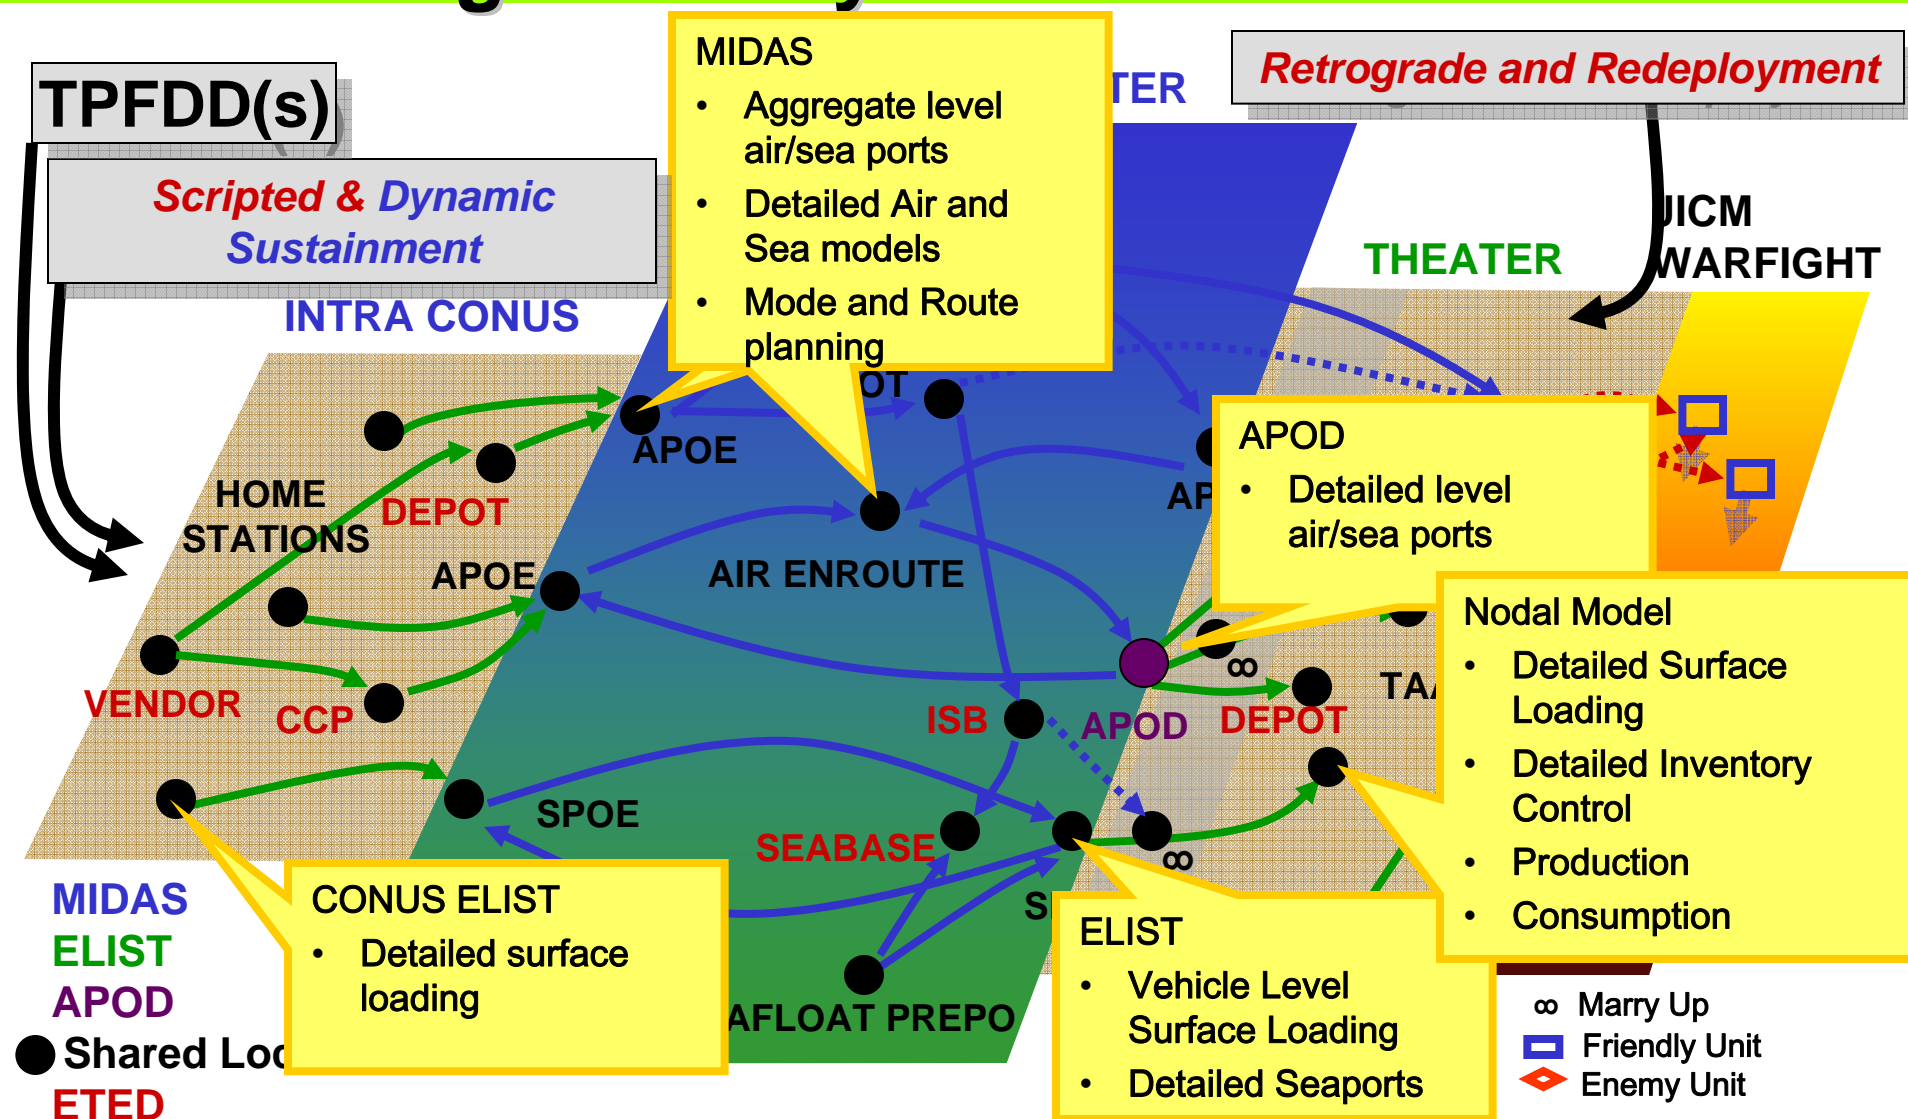 TPFDD(s)
Scripted & Dynamic
Sustainment
MIDAS
• Aggregate level
air/sea ports
• Detailed Air and
Sea models
• Mode and Route
planning
Retrograde and Redeployment
JICM
WARFIGHT
THEATER
INTRA CONUS
APOE
HOME
STATIONS
DEPOT
APOE
AIR ENROUTE
APOD
• Detailed level
air/sea ports
VENDOR
CCP
ISB
APOD
∞
DEPOT
Nodal Model
• Detailed Surface
Loading
• Detailed Inventory
Control
• Production
• Consumption
SPOE
SEABASE
∞
CONUS ELIST
• Detailed surface
loading
ELIST
• Vehicle Level
Surface Loading
• Detailed Seaports
AFLOAT PREPO
MIDAS
ELIST
APOD
Shared
ETED
∞ Marry Up
Friendly Unit
Enemy Unit